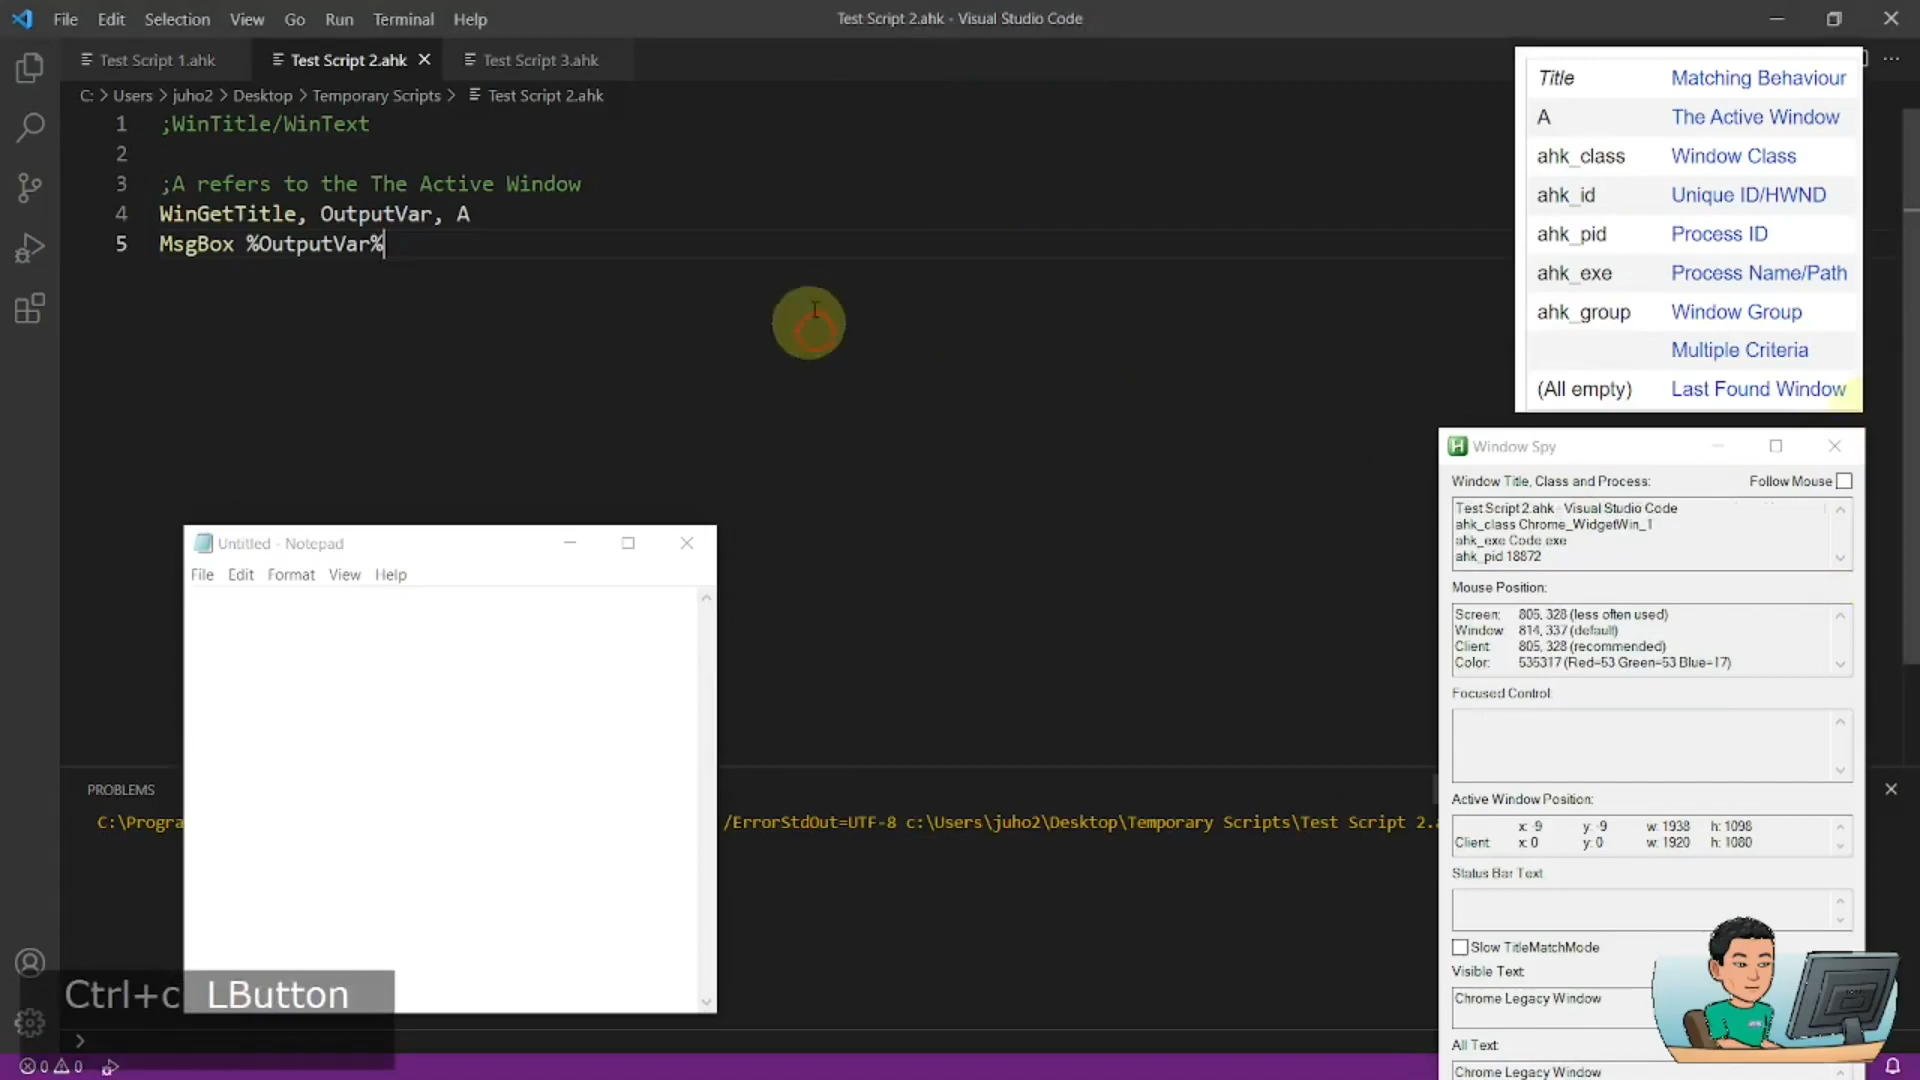 File Edit Selection View Go Run Terminal Help
Test Script 2.ahk - Visual Studio Code
Test Script 1.ahk
Test Script 2.ahk
Test Script 3.ahk
C: > Users > juho2 > Desktop > Temporary Scripts > Test Script 2.ahk
1 ;WinTitle/WinText
2
3 ;A refers to the The Active Window
4 WinGetTitle, OutputVar, A
5 MsgBox %OutputVar%
Title Matching Behaviour
A The Active Window
ahk_class Window Class
ahk_id Unique ID/HWND
ahk_pid Process ID
ahk_exe Process Name/Path
ahk_group Window Group
Multiple Criteria
(All empty) Last Found Window
Window Spy
Window Title, Class and Process:
Follow Mouse
Test Script 2.ahk - Visual Studio Code
ahk_class Chrome_WidgetWin_1
ahk_exe Code.exe
ahk_pid 18872
Mouse Position:
Screen: 805, 328 (less often used)
Window: 814, 337 (default)
Client: 805, 328 (recommended)
Color: 535317 (Red=53 Green=53 Blue=17)
Focused Control:
Active Window Position:
x: -9 y: -9 w: 1938 h: 1098
Client: x: 0 y: 0 w: 1920 h: 1080
Status Bar Text:
Slow TitleMatchMode
Visible Text:
Chrome Legacy Window
All Text:
Chrome Legacy Window
Untitled - Notepad
File Edit Format View Help
PROBLEMS
C:\Progra
/ErrorStdOut=UTF-8 c:\Users\juho2\Desktop\Temporary Scripts\Test Script 2.
Ctrl+c LButton
0 0